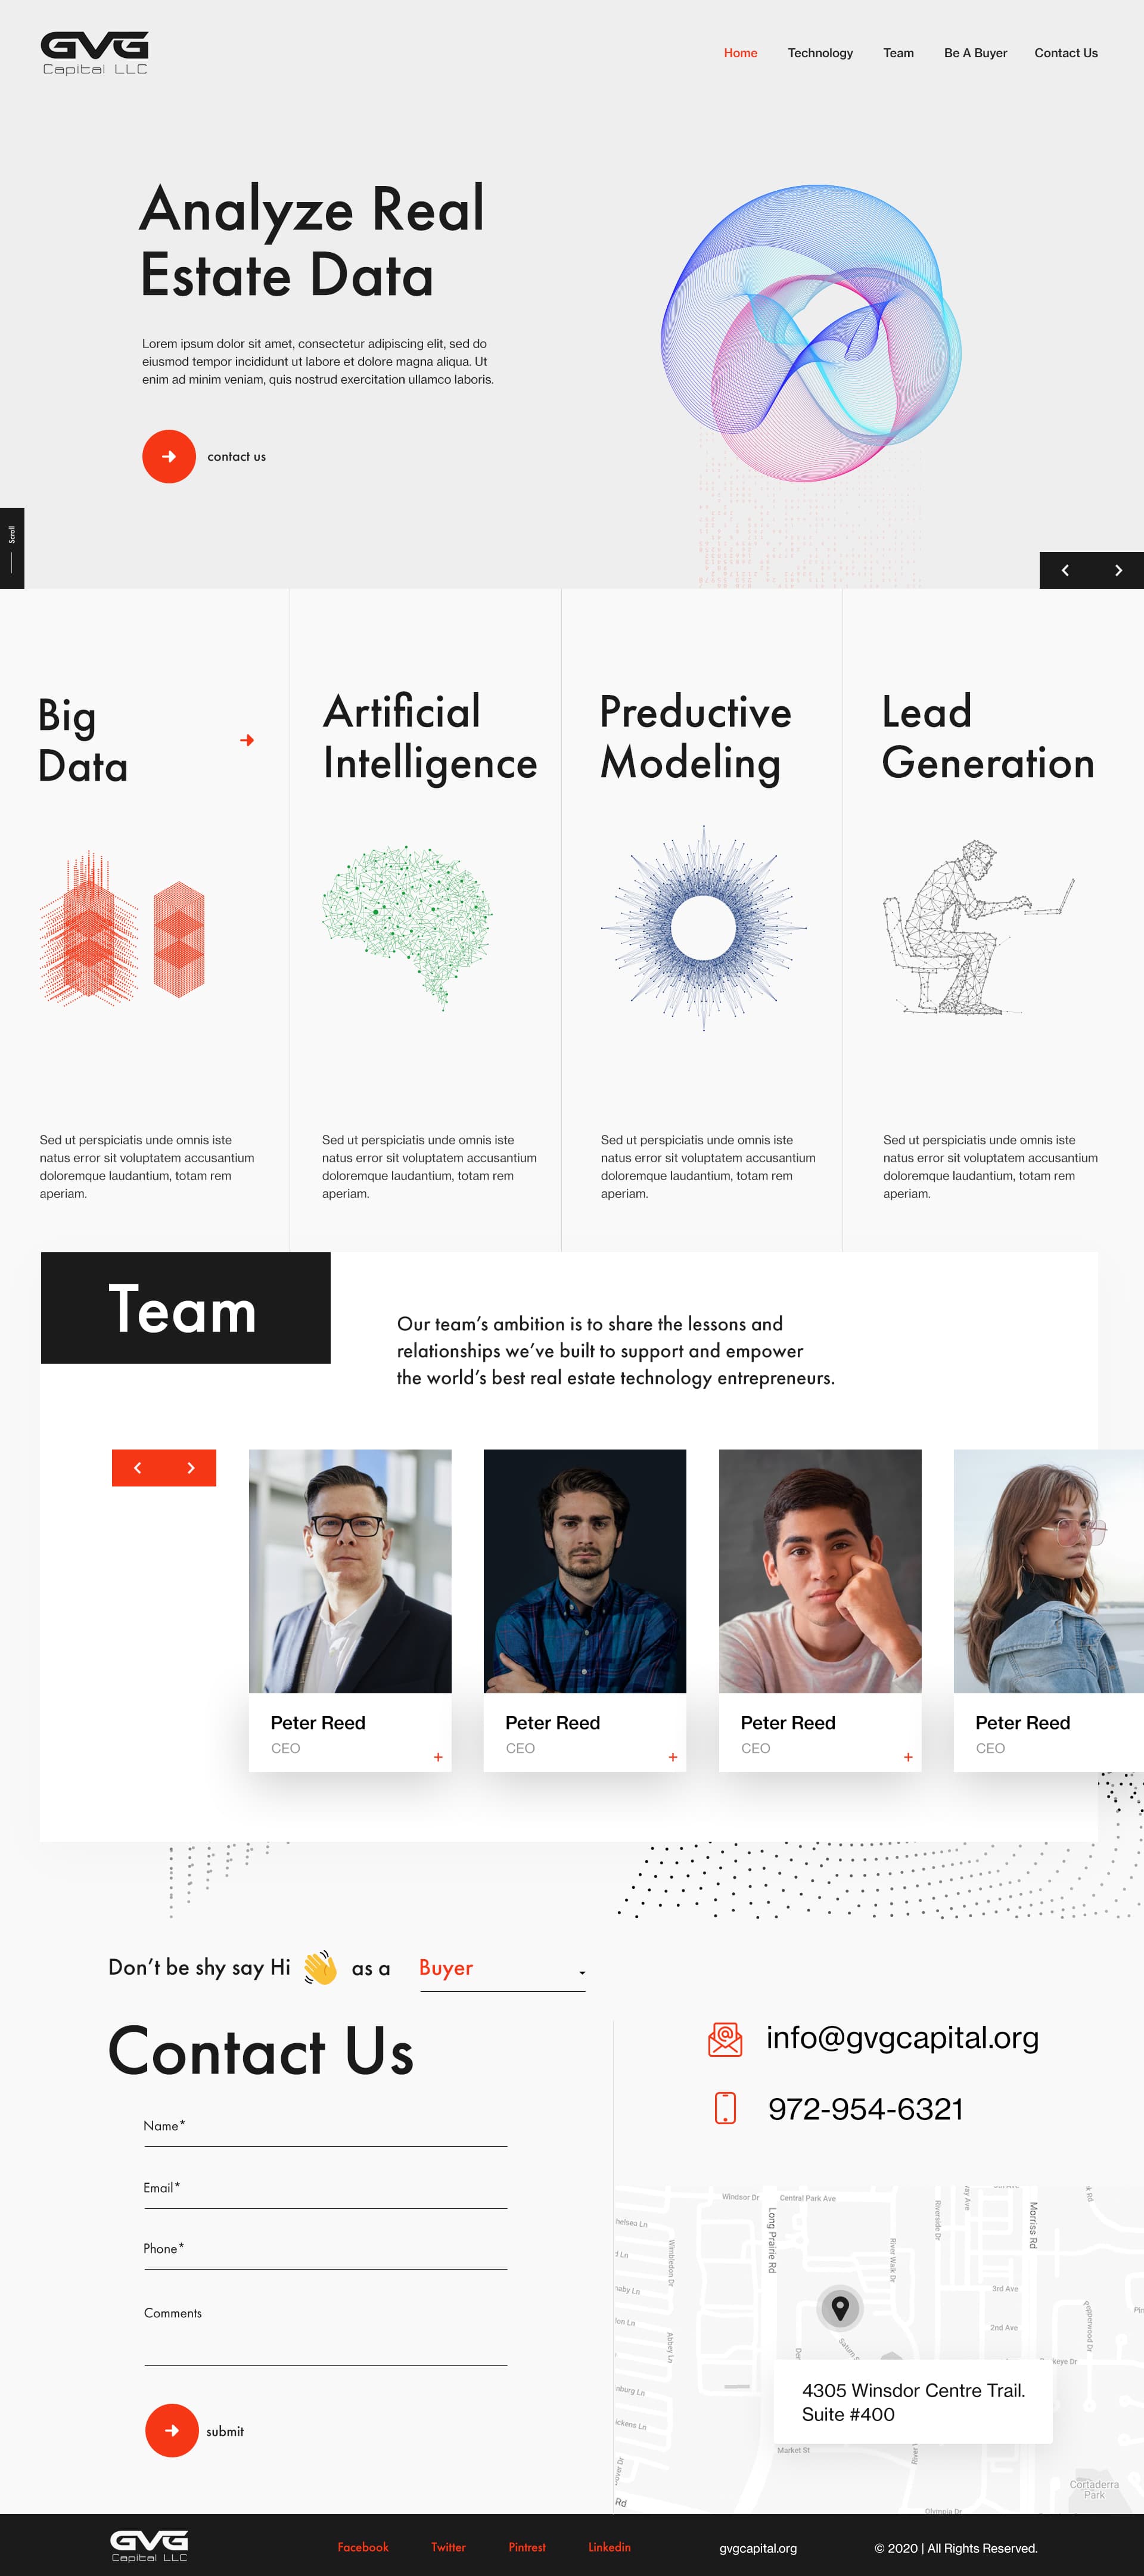 GVG
Capital LLC
Home
Technology
Team
Be A Buyer
Contact Us
Analyze Real
Estate Data
Lorem ipsum dolor sit amet, consectetur adipiscing elit, sed do
eiusmod tempor incididunt ut labore et dolore magna aliqua. Ut
enim ad minim veniam, quis nostrud exercitation ullamco laboris.
contact us
Scroll
Big
Data
Artificial
Intelligence
Preductive
Modeling
Lead
Generation
Sed ut perspiciatis unde omnis iste
natus error sit voluptatem accusantium
doloremque laudantium, totam rem
aperiam.
Sed ut perspiciatis unde omnis iste
natus error sit voluptatem accusantium
doloremque laudantium, totam rem
aperiam.
Sed ut perspiciatis unde omnis iste
natus error sit voluptatem accusantium
doloremque laudantium, totam rem
aperiam.
Sed ut perspiciatis unde omnis iste
natus error sit voluptatem accusantium
doloremque laudantium, totam rem
aperiam.
Team
Our team’s ambition is to share the lessons and
relationships we’ve built to support and empower
the world’s best real estate technology entrepreneurs.
Peter Reed
CEO
+
Peter Reed
CEO
+
Peter Reed
CEO
+
Peter Reed
CEO
Don’t be shy say Hi 👋 as a Buyer
Contact Us
Name*
Email*
Phone*
Comments
submit
info@gvgcapital.org
972-954-6321
Windsor Dr
Central Park Ave
Long Prairie Rd
Riverside Dr
Morriss Rd
Wimbledon Dr
River Walk Dr
3rd Ave
2nd Ave
Abbey Ln
4305 Winsdor Centre Trail.
Suite #400
Market St
Cortaderra
Park
Rd
Olympia Dr
GVG
Capital LLC
Facebook
Twitter
Pintrest
Linkedin
gvgcapital.org
© 2020 | All Rights Reserved.